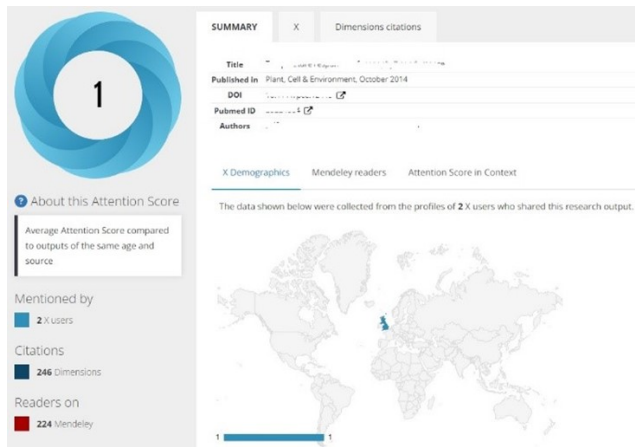 1
About this Attention Score
Average Attention Score compared
to outputs of the same age and
source
Mentioned by
2 X users
Citations
246 Dimensions
Readers on
224 Mendeley
SUMMARY X Dimensions citations
Title
Published in Plant, Cell & Environment, October 2014
DOI
Pubmed ID
Authors
X Demographics Mendeley readers Attention Score in Context
The data shown below were collected from the profiles of 2 X users who shared this research output.
1 1